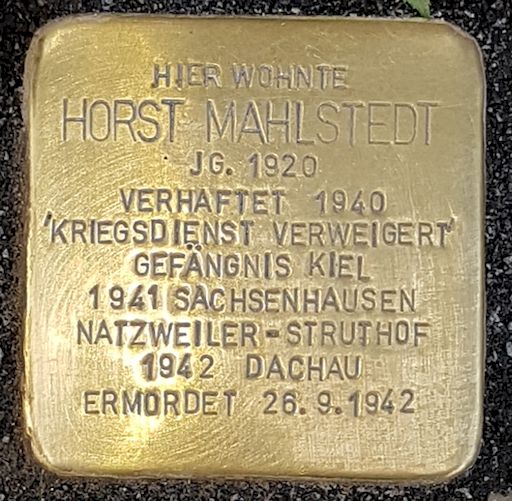 HIER WOHNTE
HORST MAHLSTEDT
JG. 1920
VERHAFTET 1940
'KRIEGSDIENST VERWEIGERT'
GEFÄNGNIS KIEL
1941 SACHSENHAUSEN
NATZWEILER-STRUTHOF
1942 DACHAU
ERMORDET 26.9.1942